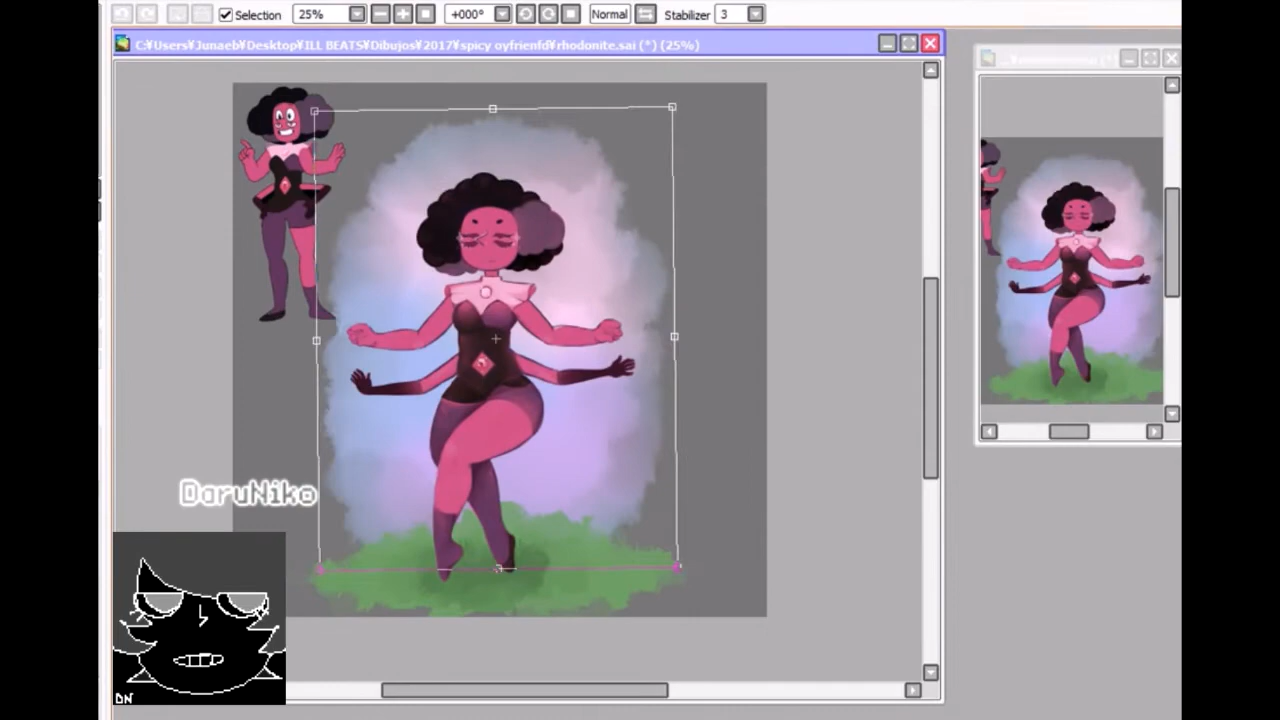 Selection 25% +000° Normal Stabilizer 3
C:¥Users¥Junaeb¥Desktop¥ILL BEATS¥Dibujos¥2017¥spicy oyfrienfd¥rhodonite.sai (*) (25%)
DaruNiko
DN